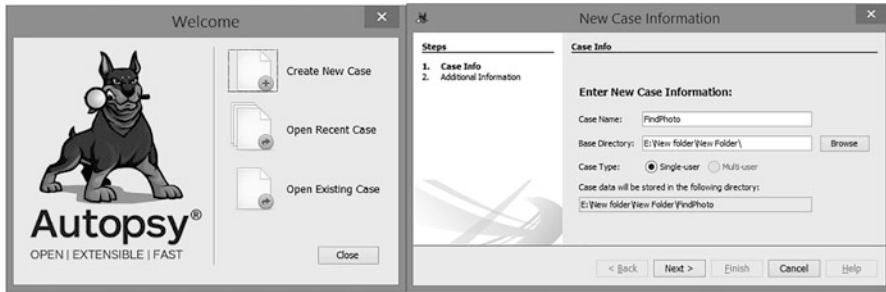 Welcome
Create New Case
Open Recent Case
Open Existing Case
Autopsy®
OPEN | EXTENSIBLE | FAST
Close
New Case Information
Steps
1. Case Info
2. Additional Information
Case Info
Enter New Case Information:
Case Name: FindPhoto
Base Directory: E:\New folder\New Folder\ Browse
Case Type: Single-user Multi-user
Case data will be stored in the following directory:
E:\New folder\New Folder\FindPhoto
< Back Next > Finish Cancel Help